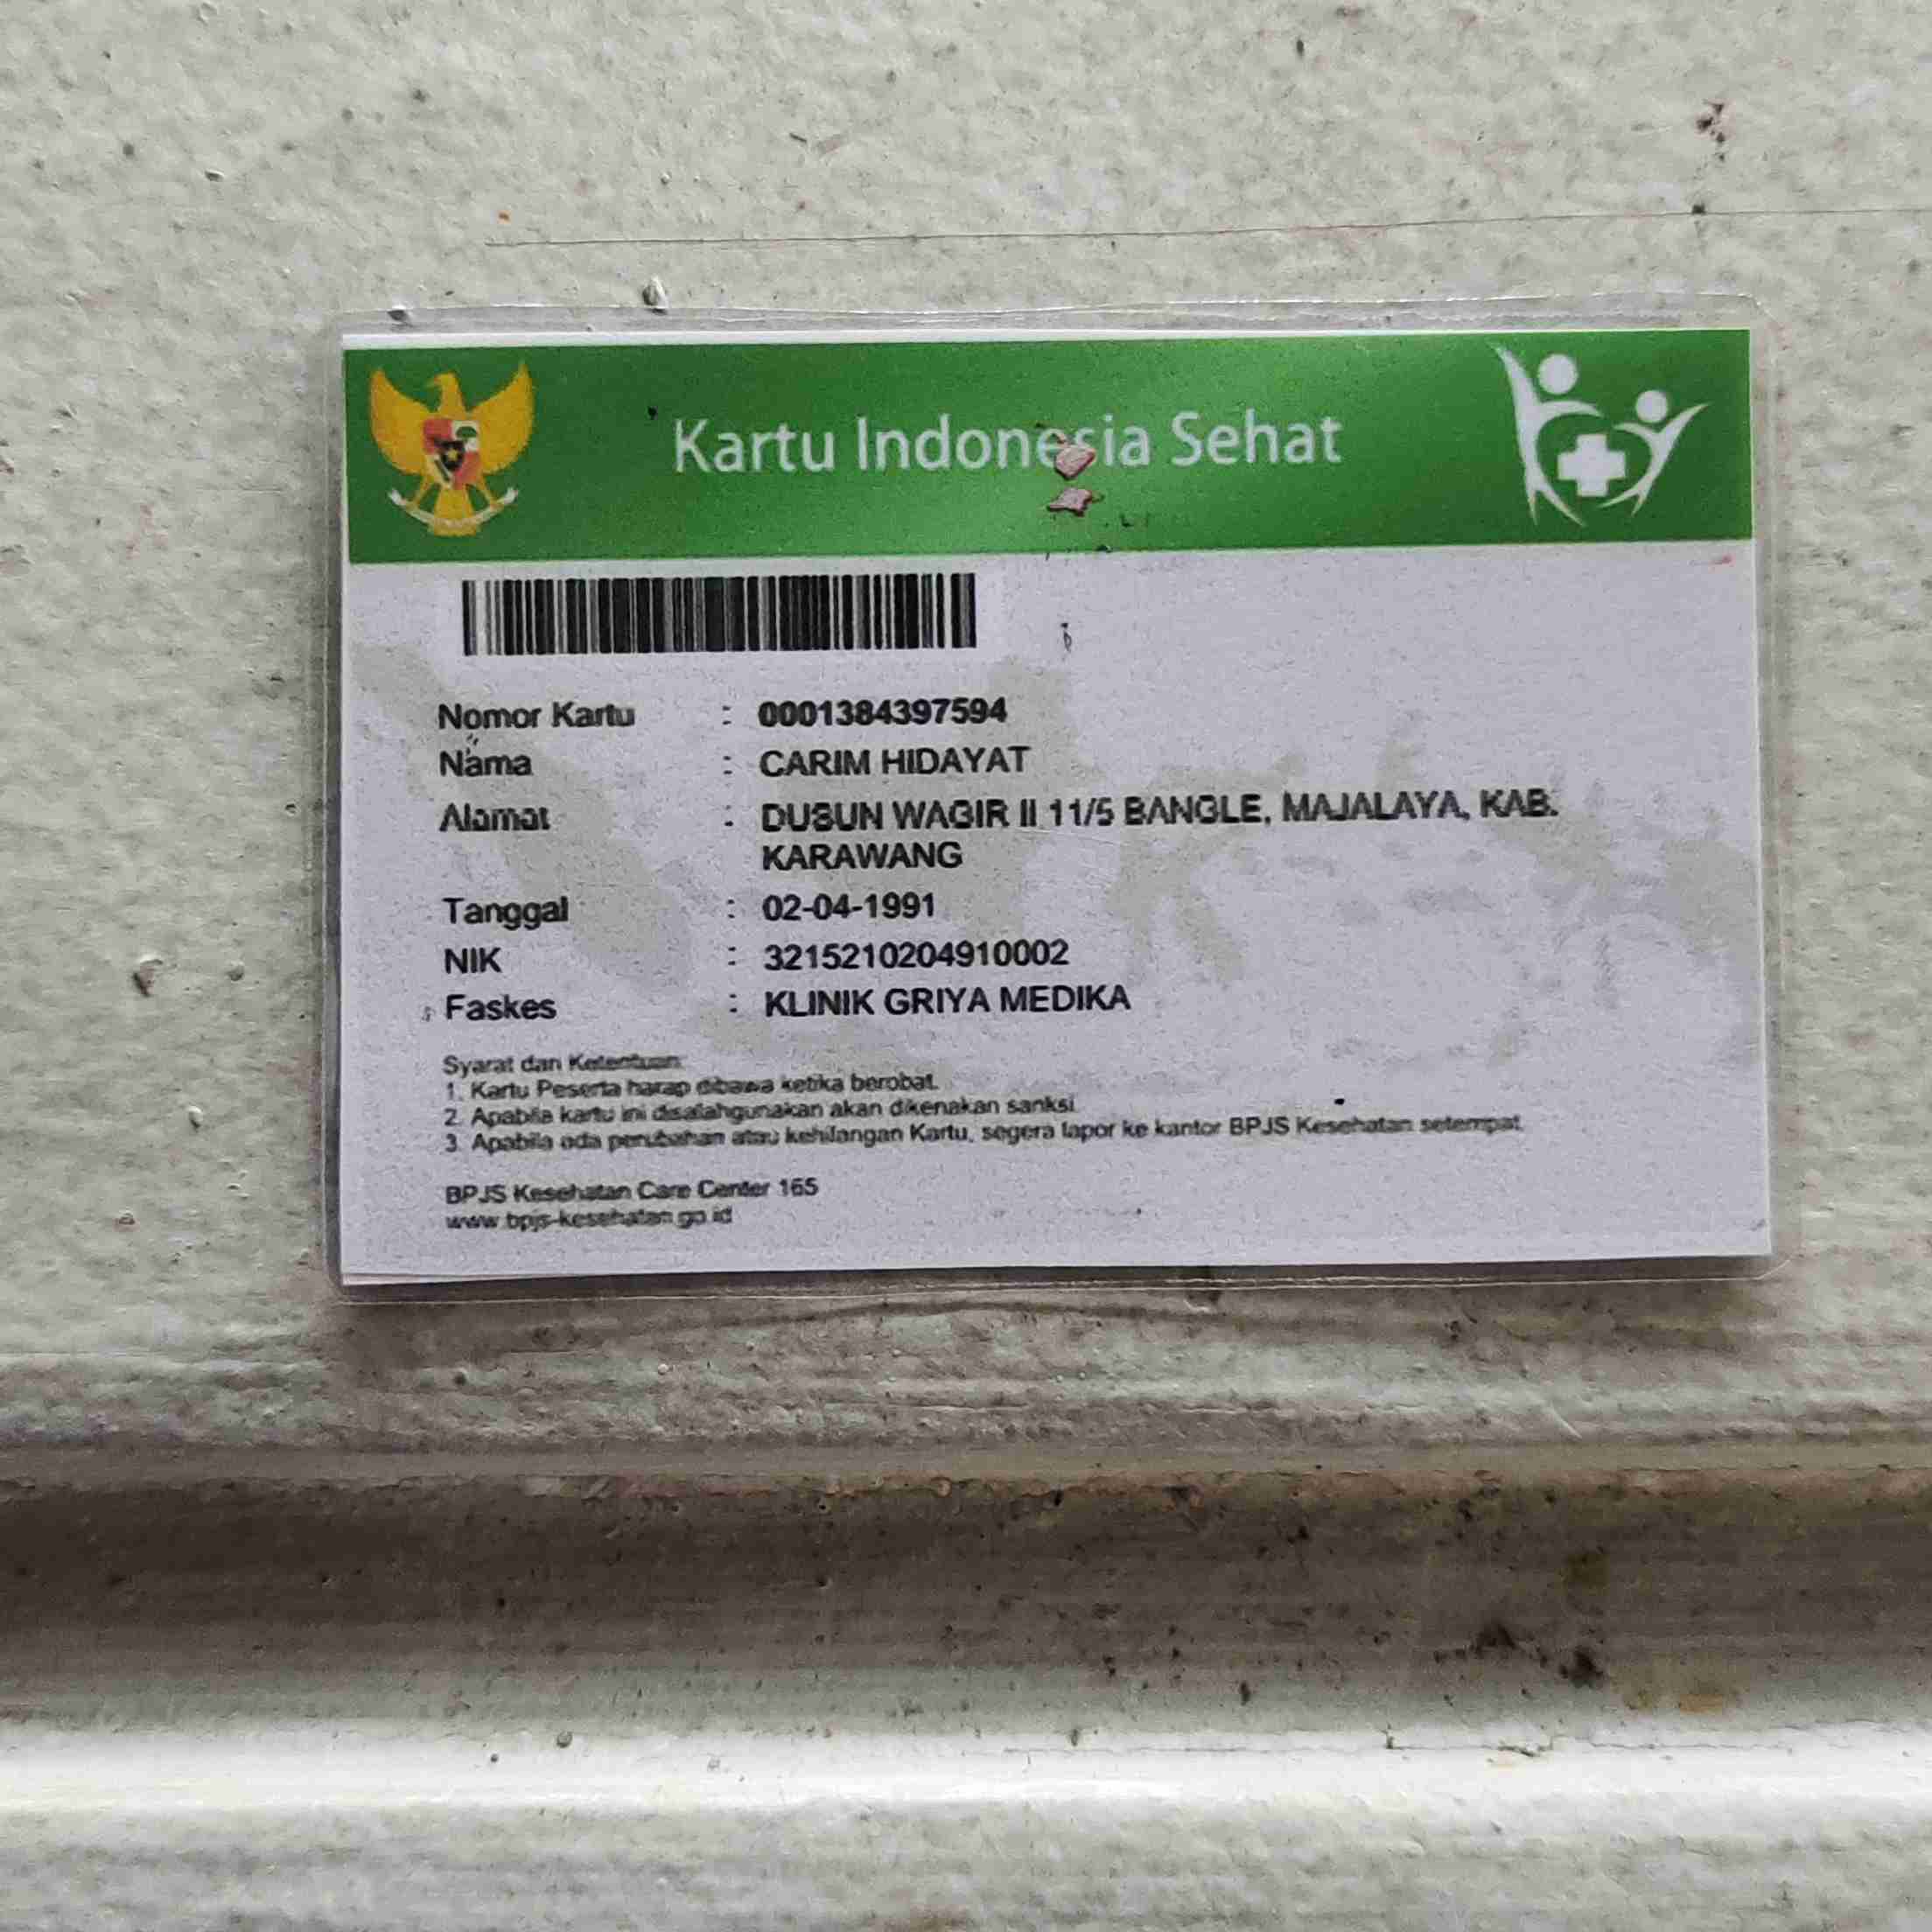 Kartu Indonesia Sehat
Nomor Kartu : 0001384397594
Nama : CARIM HIDAYAT
Alamat : DUSUN WAGIR II 11/5 BANGLE, MAJALAYA, KAB.
KARAWANG
Tanggal : 02-04-1991
NIK : 3215210204910002
Faskes : KLINIK GRIYA MEDIKA
Syarat dan Ketentuan:
1. Kartu Peserta harap dibawa ketika berobat.
2. Apabila kartu ini disalahgunakan akan dikenakan sanksi.
3. Apabila ada perubahan atau kehilangan Kartu, segera lapor ke kantor BPJS Kesehatan setempat.
BPJS Kesehatan Care Center 165
www.bpjs-kesehatan.go.id